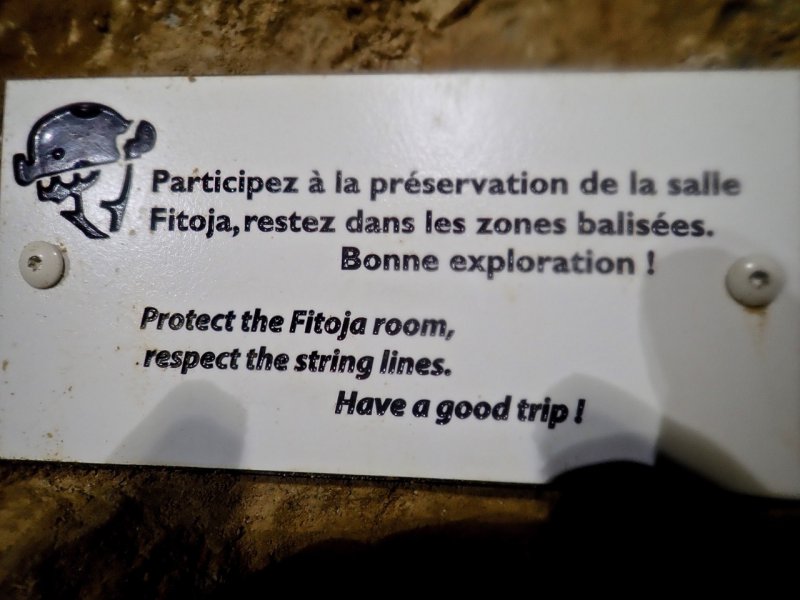 Participez à la préservation de la salle
Fitoja, restez dans les zones balisées.
Bonne exploration !
Protect the Fitoja room,
respect the string lines.
Have a good trip !